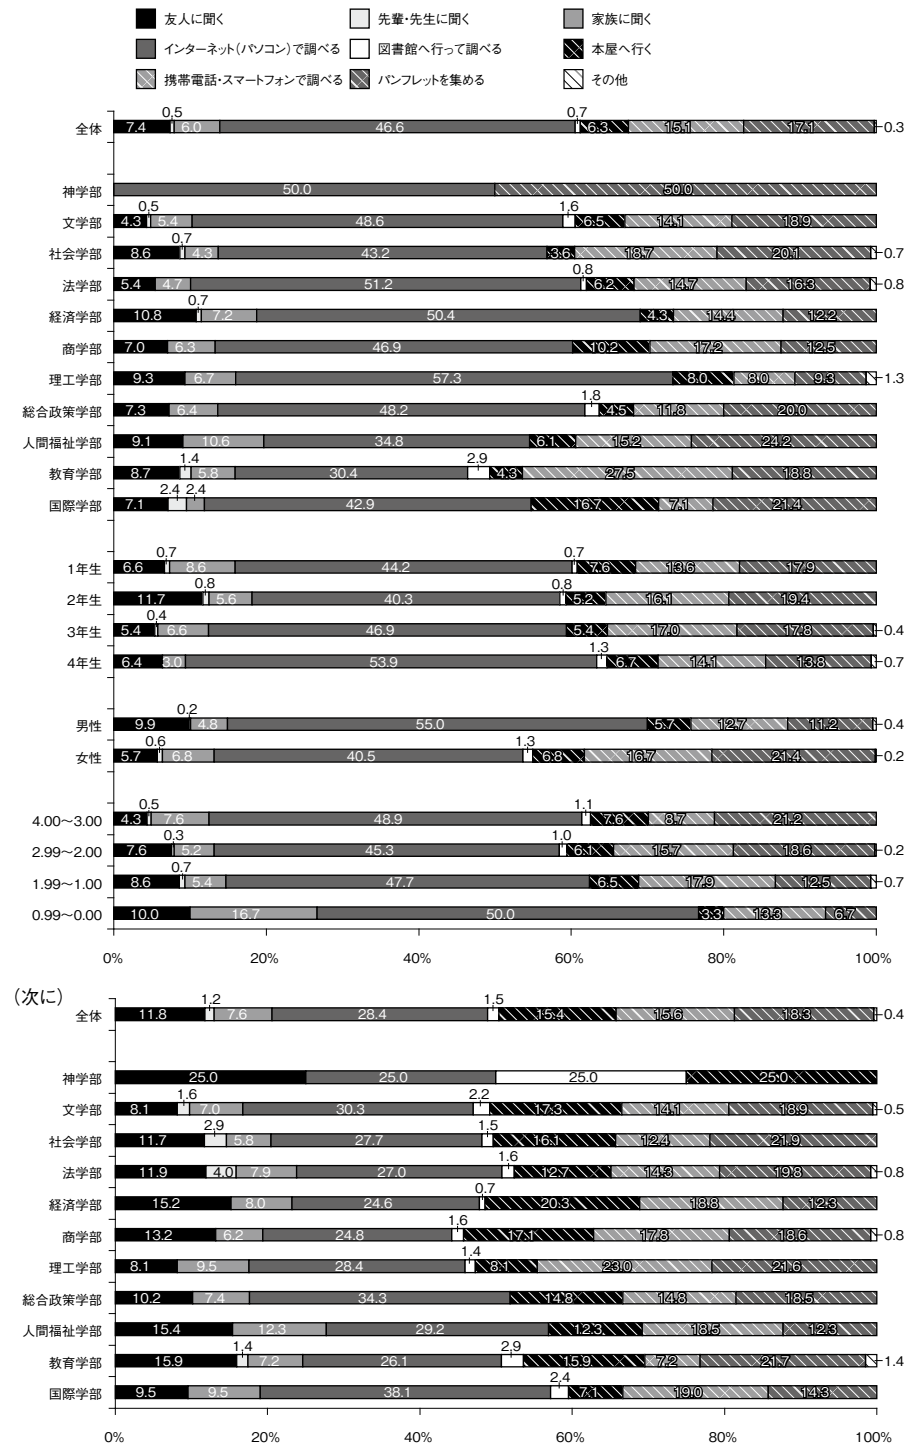 友人に聞く 先輩・先生に聞く 家族に聞く
インターネット（パソコン）で調べる 図書館へ行って調べる 本屋へ行く
携帯電話・スマートフォンで調べる パンフレットを集める その他
0.5 0.7
全体 7.4 6.0 46.6 6.3 15.1 17.1 0.3
神学部 50.0 50.0
0.5 1.6
文学部 4.3 5.4 48.6 6.5 14.1 18.9
0.7
社会学部 8.6 4.3 43.2 3.6 18.7 20.1 0.7
0.8
法学部 5.4 4.7 51.2 6.2 14.7 16.3 0.8
0.7
経済学部 10.8 7.2 50.4 4.3 14.4 12.2
商学部 7.0 6.3 46.9 10.2 17.2 12.5
理工学部 9.3 6.7 57.3 8.0 8.0 9.3 1.3
1.8
総合政策学部 7.3 6.4 48.2 4.5 11.8 20.0
人間福祉学部 9.1 10.6 34.8 6.1 15.2 24.2
1.4 2.9
教育学部 8.7 5.8 30.4 4.3 27.5 18.8
2.4 2.4
国際学部 7.1 42.9 16.7 7.1 21.4
0.7 0.7
1年生 6.6 8.6 44.2 7.6 13.6 17.9
0.8 0.8
2年生 11.7 5.6 40.3 5.2 16.1 19.4
0.4
3年生 5.4 6.6 46.9 5.4 17.0 17.8 0.4
1.3
4年生 6.4 3.0 53.9 6.7 14.1 13.8 0.7
0.2
男性 9.9 4.8 55.0 5.7 12.7 11.2 0.4
0.6 1.3
女性 5.7 6.8 40.5 6.8 16.7 21.4 0.2
0.5 1.1
4.00〜3.00 4.3 7.6 48.9 7.6 8.7 21.2
0.3 1.0
2.99〜2.00 7.6 5.2 45.3 6.1 15.7 18.6 0.2
0.7
1.99〜1.00 8.6 5.4 47.7 6.5 17.9 12.5 0.7
0.99〜0.00 10.0 16.7 50.0 3.3 13.3 6.7
0% 20% 40% 60% 80% 100%
（次に）
1.2 1.5
全体 11.8 7.6 28.4 15.4 15.6 18.3 0.4
神学部 25.0 25.0 25.0 25.0
1.6 2.2
文学部 8.1 7.0 30.3 17.3 14.1 18.9 0.5
2.9 1.5
社会学部 11.7 5.8 27.7 16.1 12.4 21.9
1.6
法学部 11.9 4.0 7.9 27.0 12.7 14.3 19.8 0.8
0.7
経済学部 15.2 8.0 24.6 20.3 18.8 12.3
1.6
商学部 13.2 6.2 24.8 17.1 17.8 18.6 0.8
1.4
理工学部 8.1 9.5 28.4 8.1 23.0 21.6
総合政策学部 10.2 7.4 34.3 14.8 14.8 18.5
人間福祉学部 15.4 12.3 29.2 12.3 18.5 12.3
1.4 2.9
教育学部 15.9 7.2 26.1 15.9 7.2 21.7 1.4
2.4
国際学部 9.5 9.5 38.1 7.1 19.0 14.3
0% 20% 40% 60% 80% 100%